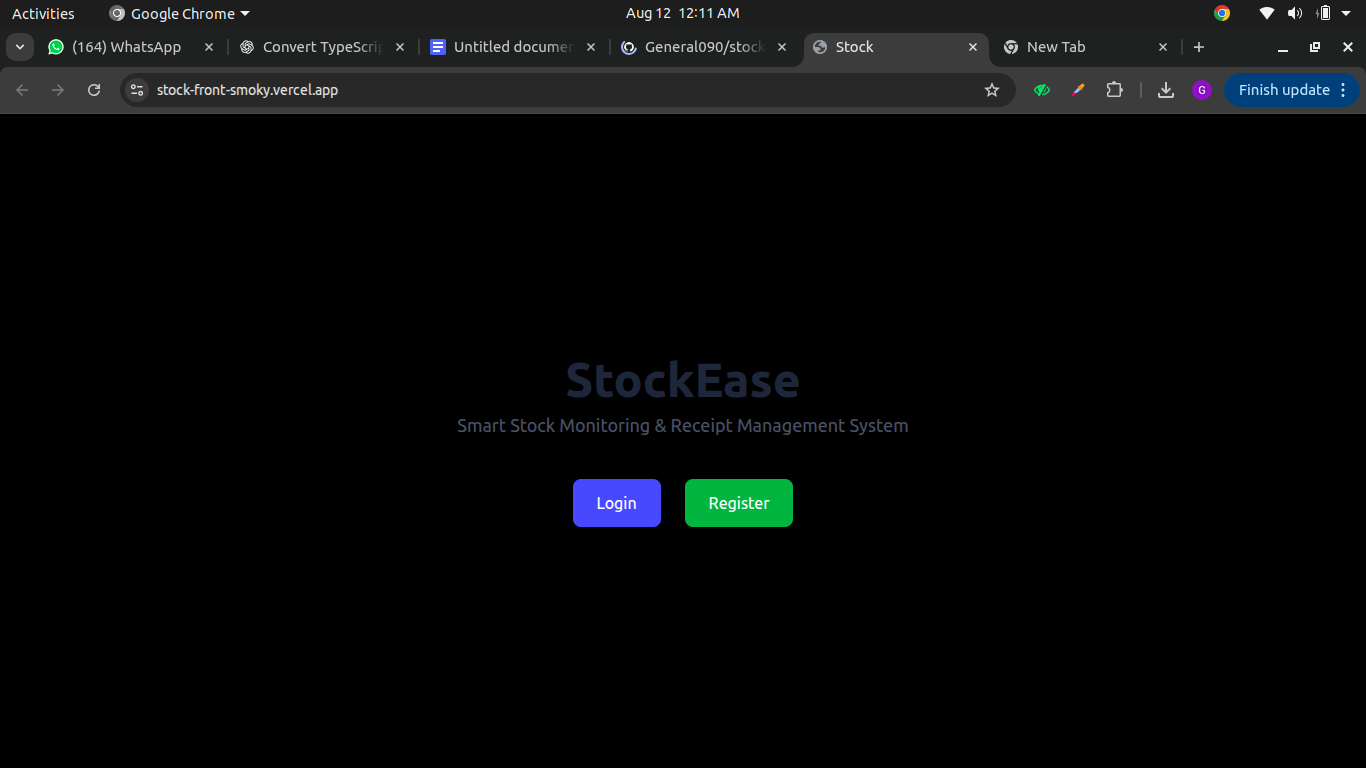 Activities
Google Chrome
Aug 12 12:11 AM
(164) WhatsApp
Convert TypeScrip
Untitled documen
General090/stock
Stock
New Tab
stock-front-smoky.vercel.app
G
Finish update
StockEase
Smart Stock Monitoring & Receipt Management System
Login
Register